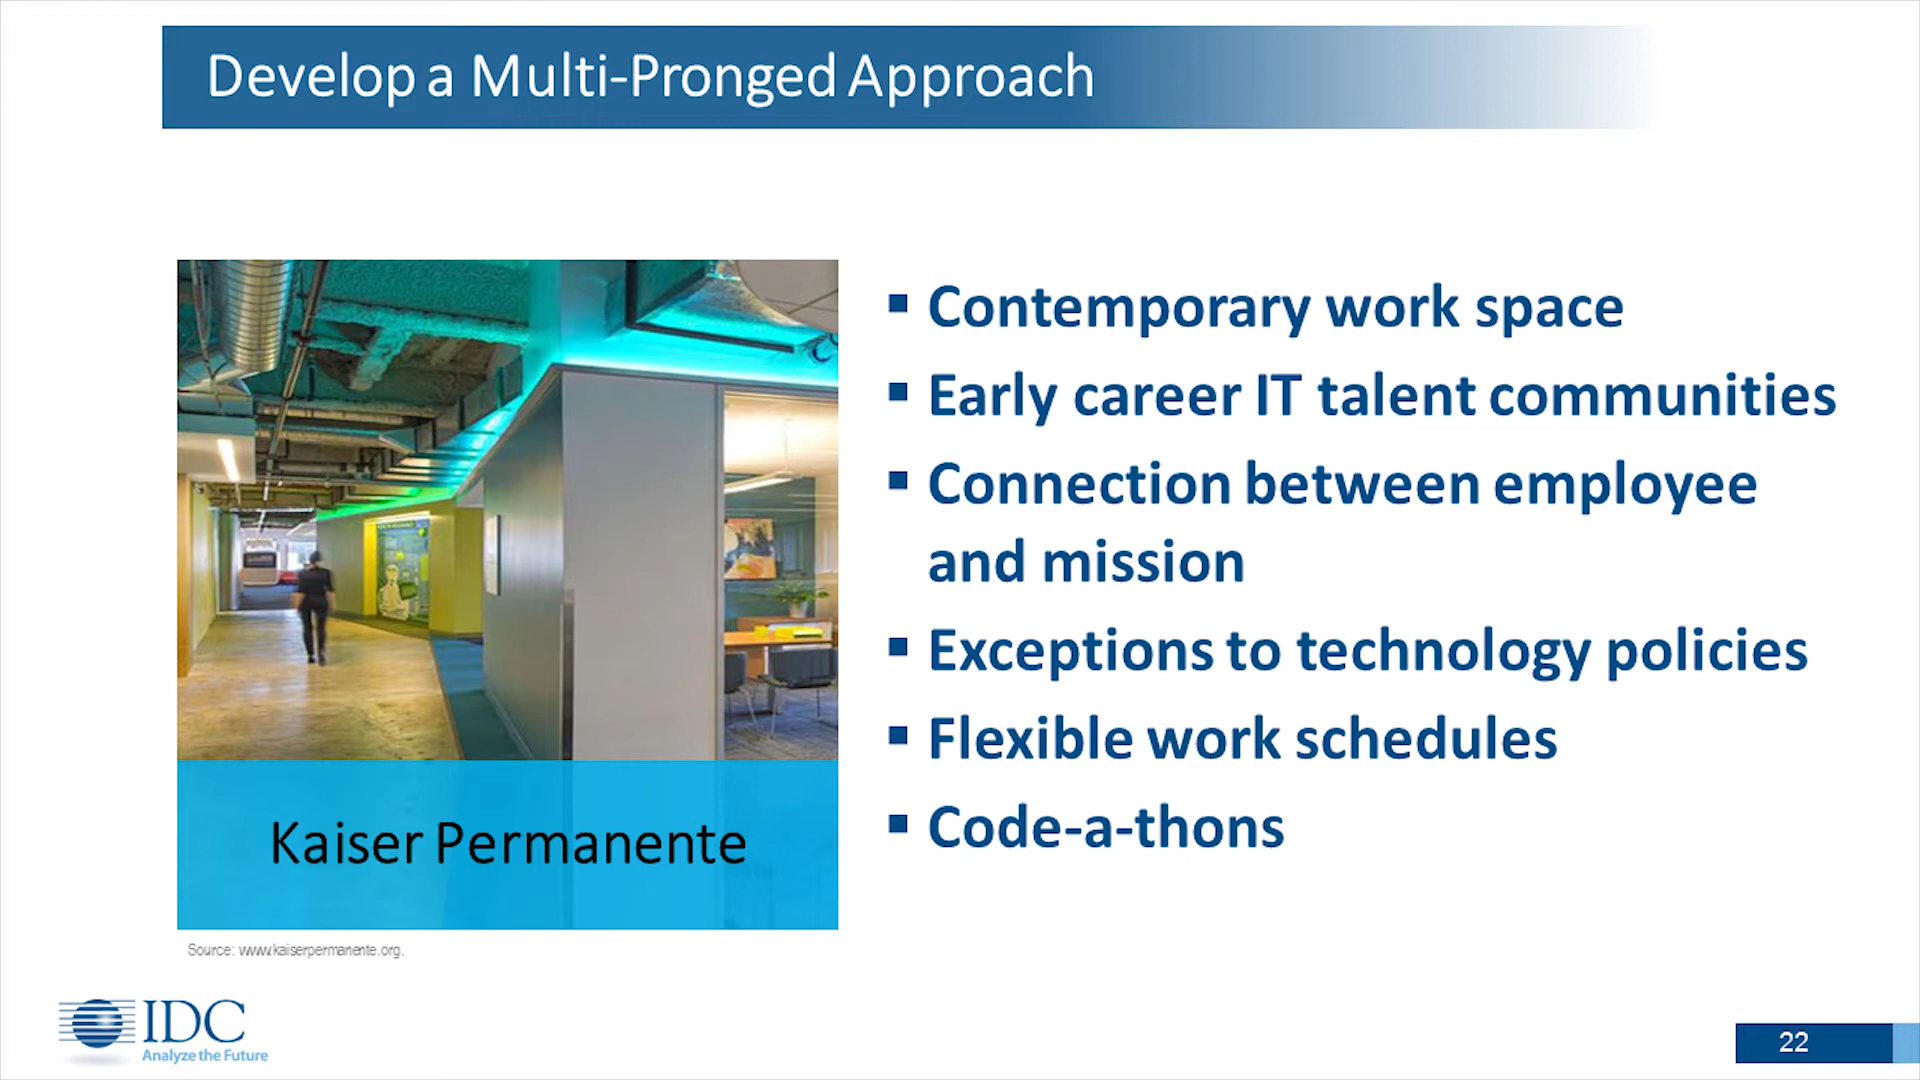 Develop a Multi-Pronged Approach
▪ Contemporary work space
▪ Early career IT talent communities
▪ Connection between employee
and mission
▪ Exceptions to technology policies
▪ Flexible work schedules
▪ Code-a-thons
Kaiser Permanente
Source: www.kaiserpermanente.org.
IDC
Analyze the Future
22